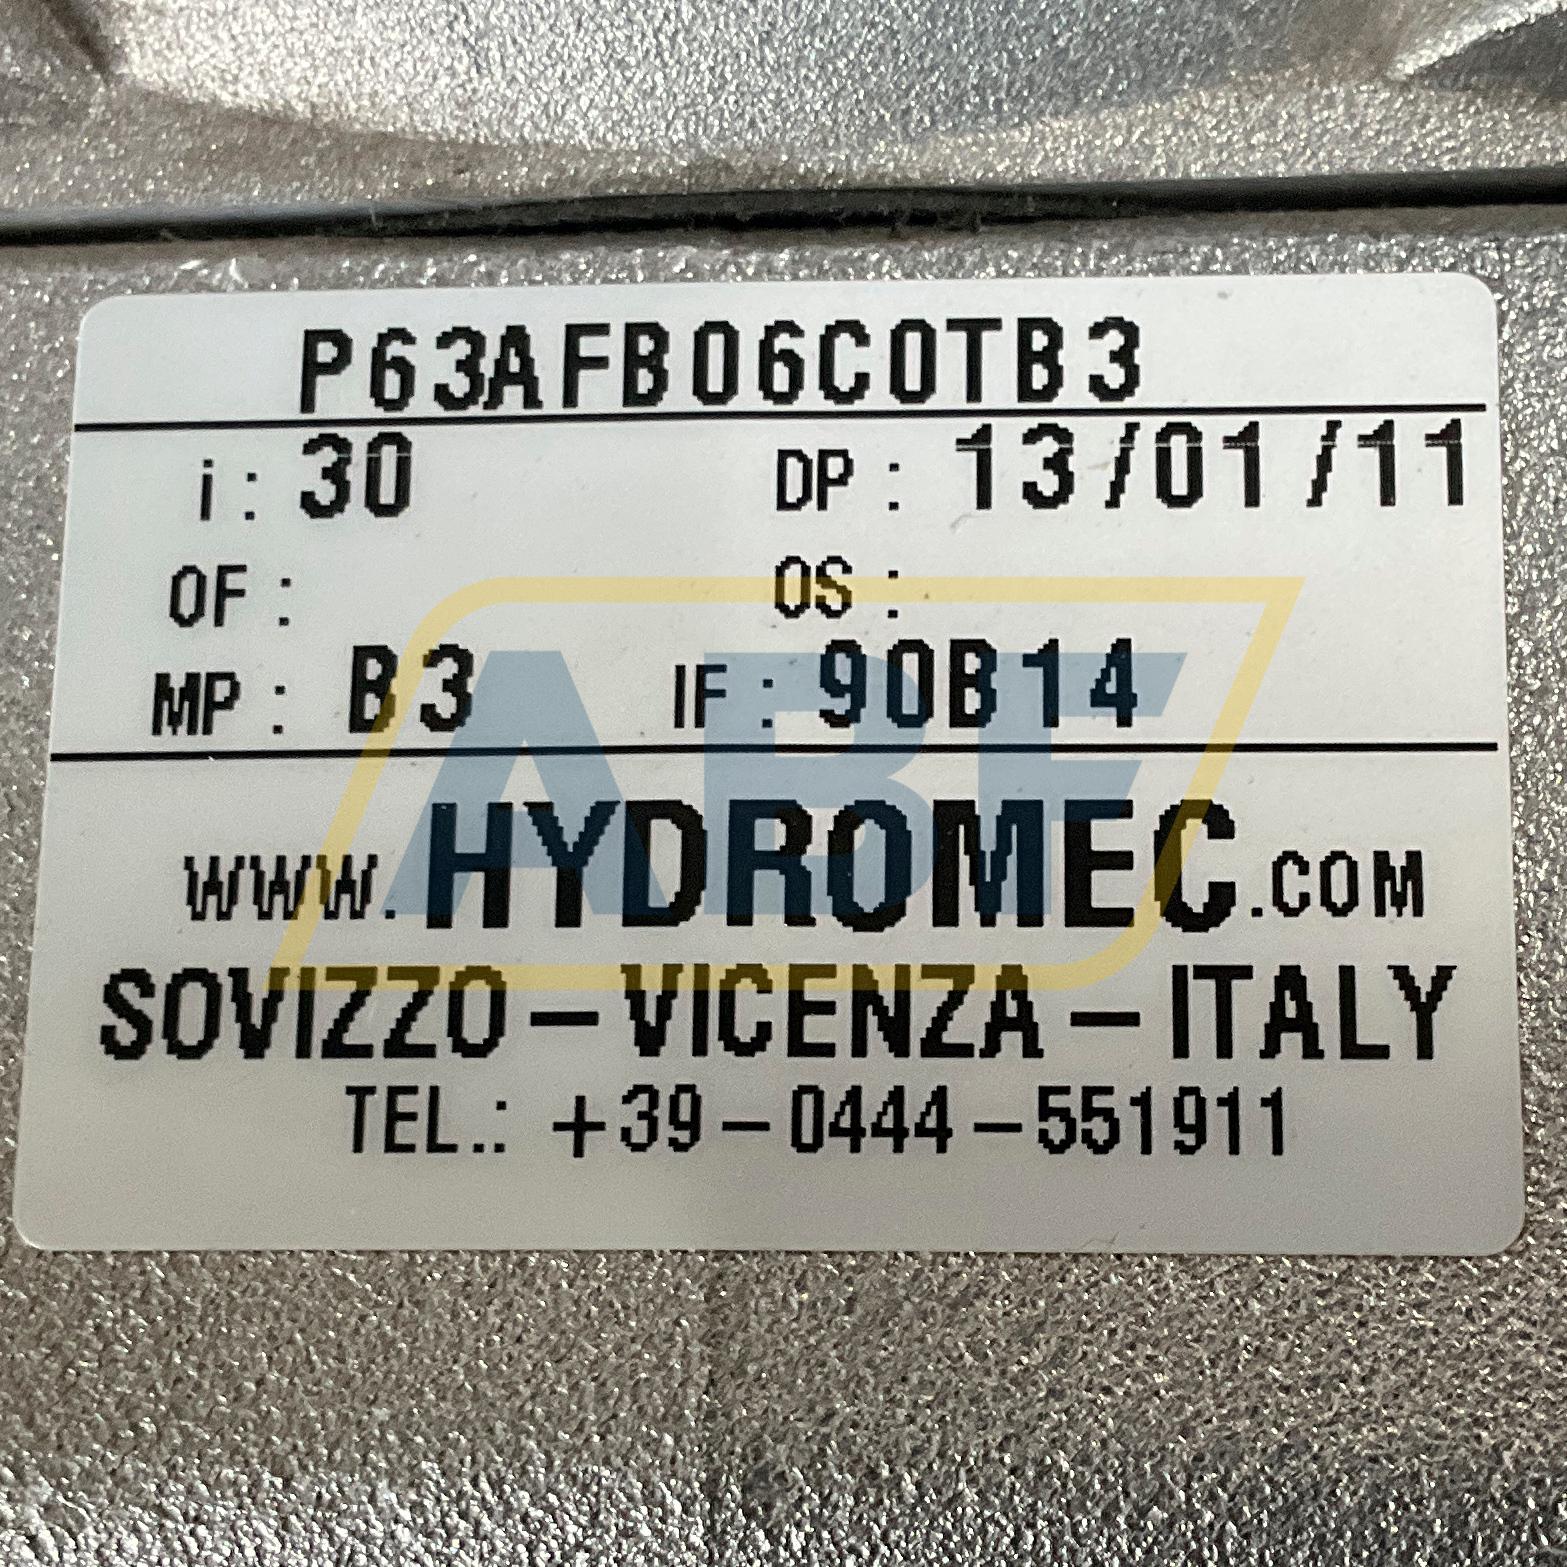 P63AFB06C0TB3
i: 30 DP: 13/01/11
OF: OS:
MP: B3 IF: 90B14
ABF
www.HYDROMEC.COM
SOVIZZO-VICENZA-ITALY
TEL.: +39-0444-551911